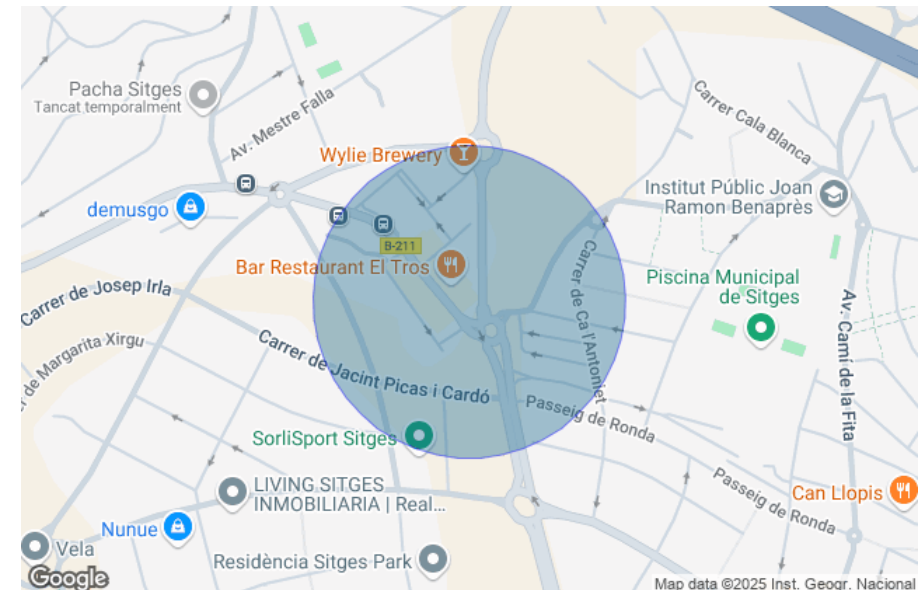 Pacha Sitges
Tancat temporalment
Av. Mestre Falla
Carrer Cala Blanca
Wylie Brewery
Institut Públic Joan
Ramon Benaprès
demusgo
B-211
Bar Restaurant El Tros
Carrer de Ca l'Antoniet
Piscina Municipal
de Sitges
Carrer de Josep Irla
er de Margarita Xirgu
Av. Camí de la Fita
Carrer de Jacint Picas i Cardó
Passeig de Ronda
SorliSport Sitges
LIVING SITGES
INMOBILIARIA | Real...
Passeig de Ronda
Can Llopis
Nunue
Vela
Residència Sitges Park
Google
Map data ©2025 Inst. Geogr. Nacional